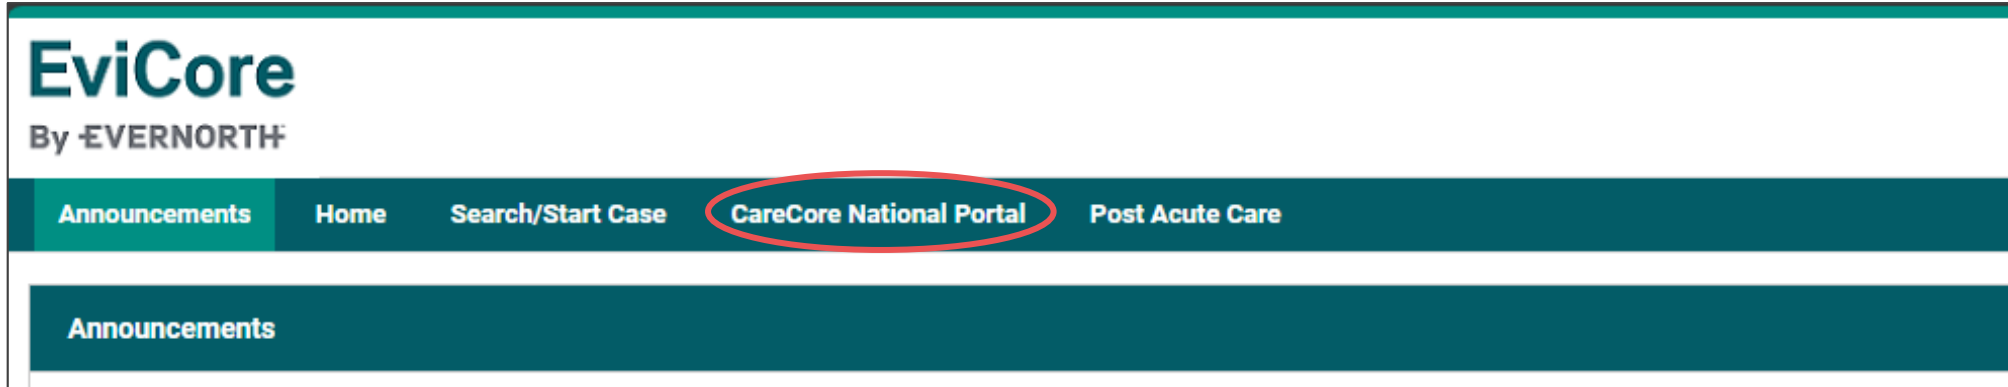 EviCore
By EVERNORTH
Announcements Home Search/Start Case CareCore National Portal Post Acute Care
Announcements